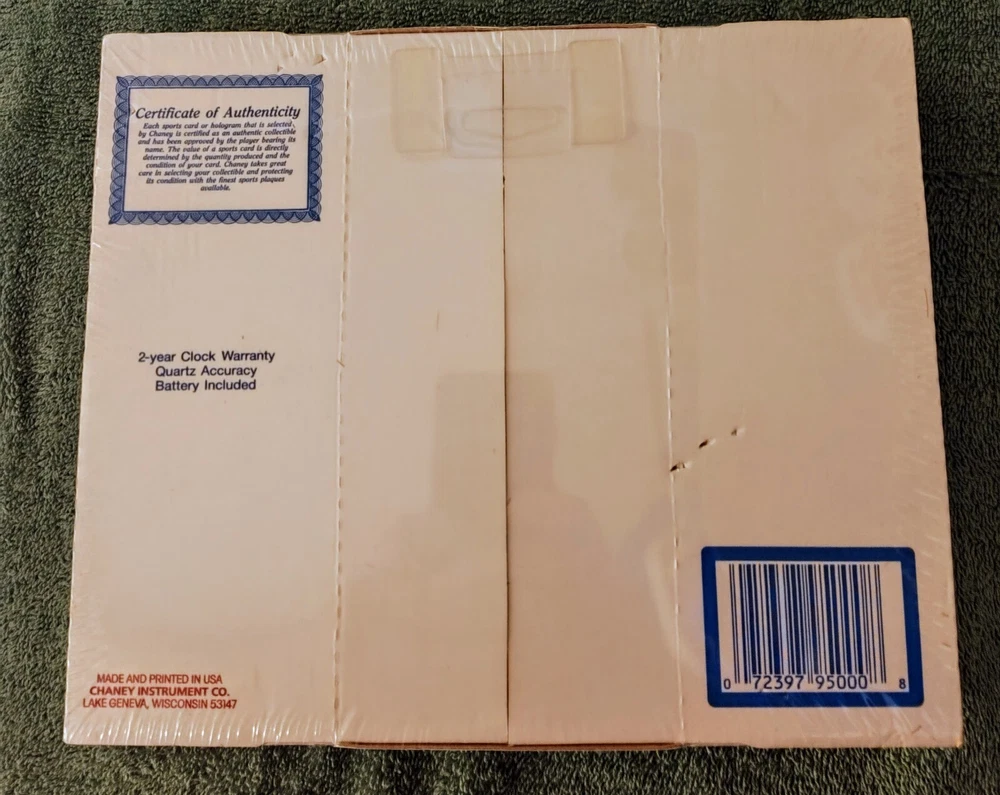 Certificate of Authenticity
Each sports card or hologram that is selected
by Chaney is certified as an authentic collectible
and has been approved by the player bearing its
name. The value of a sports card is directly
determined by the quantity produced and the
condition of your card. Chaney takes great
care in selecting your collectible and protecting
its condition with the finest sports plaques
available.
2-year Clock Warranty
Quartz Accuracy
Battery Included
MADE AND PRINTED IN USA
CHANEY INSTRUMENT CO.
LAKE GENEVA, WISCONSIN 53147
0 72397 95000 8